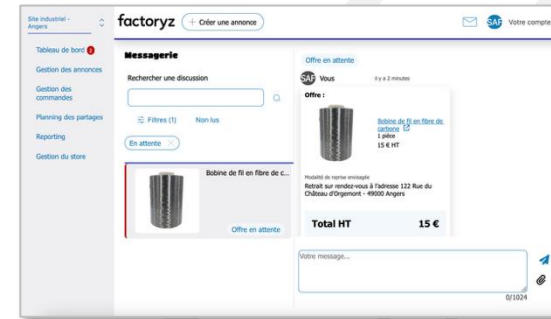 Site industriel -
Angers
factoryz
+ Créer une annonce
SAF
Votre compte
Tableau de bord 2
Gestion des annonces
Gestion des
commandes
Planning des partages
Reporting
Gestion du store
Messagerie
Rechercher une discussion
Filtres (1)
Non lus
En attente
Bobine de fil en fibre de c...
Offre en attente
Offre en attente
SAF Vous
il y a 2 minutes
Offre :
Bobine de fil en fibre de
carbone
1 pièce
15 € HT
Modalité de reprise envisagée
Retrait sur rendez-vous à l'adresse 122 Rue du
Château d'Orgemont - 49000 Angers
Total HT
15 €
Votre message...
0/1024